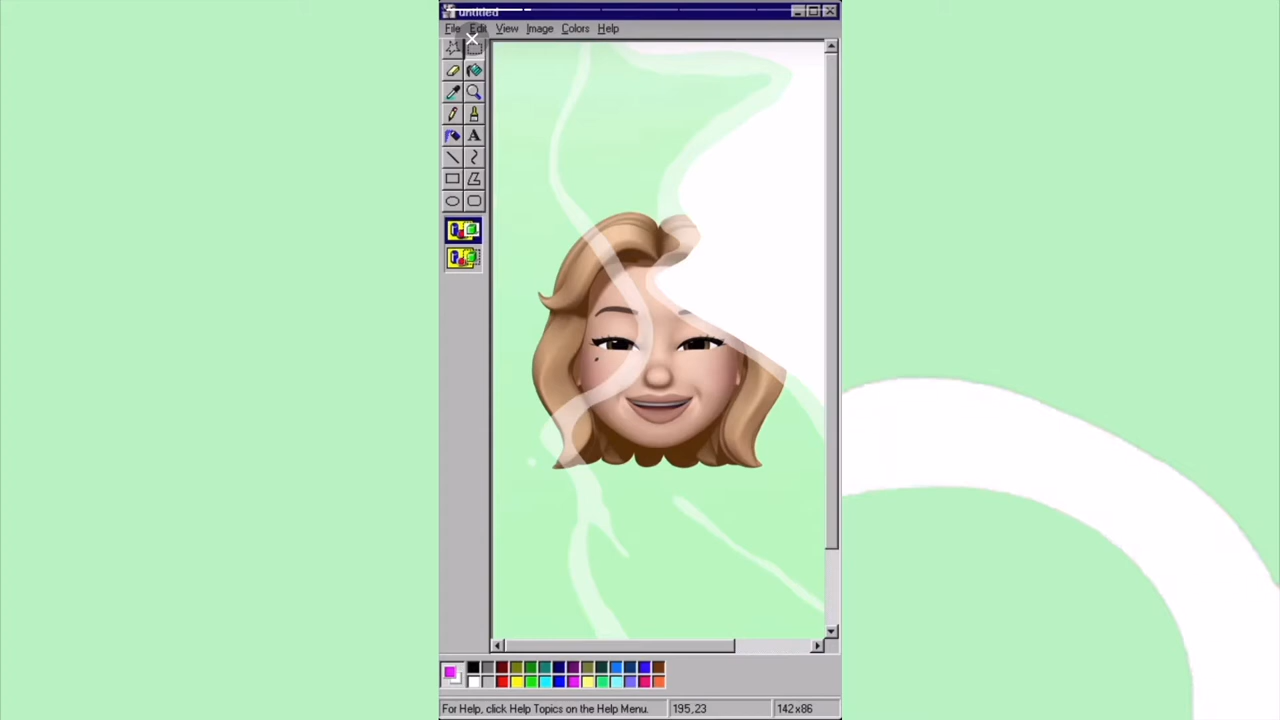 untitled
File Edit View Image Colors Help
A
For Help, click Help Topics on the Help Menu. 195,23 142x86